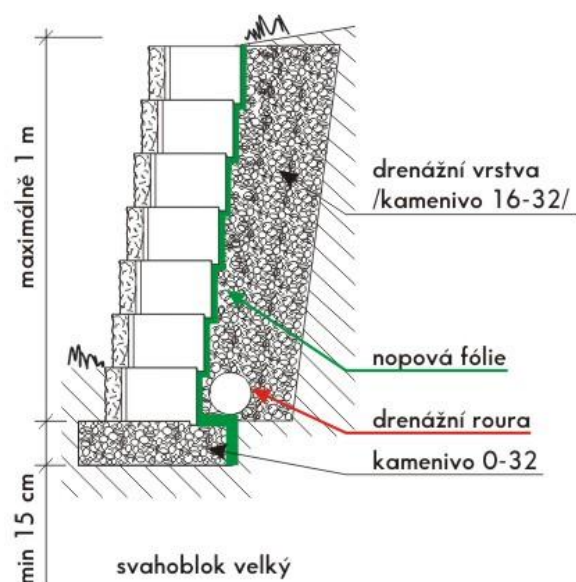 maximálně 1 m
drenážní vrstva
/kamenivo 16-32/
nopová fólie
drenážní roura
kamenivo 0-32
min 15 cm
svahoblok velký